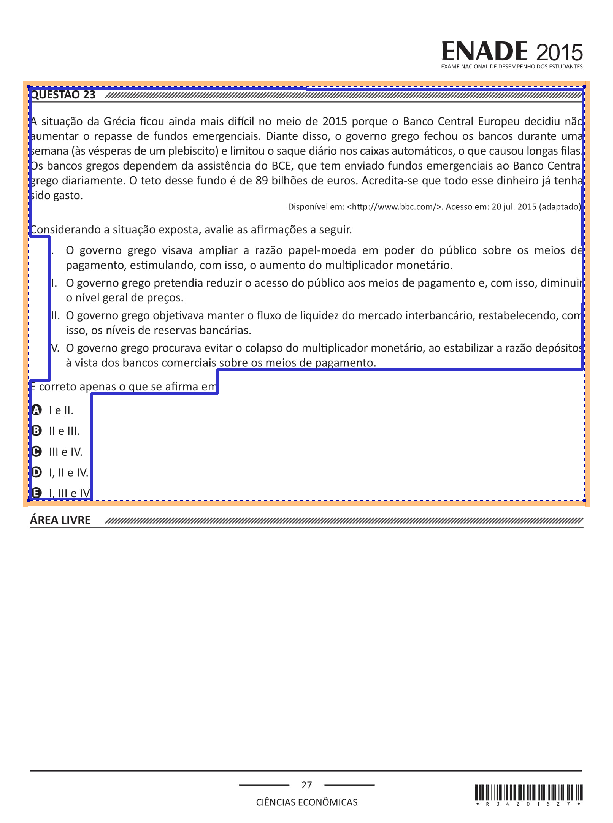 ENADE 2015
EXAME NACIONAL DE DESEMPENHO DOS ESTUDANTES
QUESTÃO 23
A situação da Grécia ficou ainda mais difícil no meio de 2015 porque o Banco Central Europeu decidiu não
aumentar o repasse de fundos emergenciais. Diante disso, o governo grego fechou os bancos durante uma
semana (às vésperas de um plebiscito) e limitou o saque diário nos caixas automáticos, o que causou longas filas.
Os bancos gregos dependem da assistência do BCE, que tem enviado fundos emergenciais ao Banco Central
grego diariamente. O teto desse fundo é de 89 bilhões de euros. Acredita-se que todo esse dinheiro já tenha
sido gasto.
Disponível em: <http://www.bbc.com/>. Acesso em: 20 jul. 2015 (adaptado).
Considerando a situação exposta, avalie as afirmações a seguir.
I. O governo grego visava ampliar a razão papel-moeda em poder do público sobre os meios de
pagamento, estimulando, com isso, o aumento do multiplicador monetário.
II. O governo grego pretendia reduzir o acesso do público aos meios de pagamento e, com isso, diminuir
o nível geral de preços.
III. O governo grego objetivava manter o fluxo de liquidez do mercado interbancário, restabelecendo, com
isso, os níveis de reservas bancárias.
IV. O governo grego procurava evitar o colapso do multiplicador monetário, ao estabilizar a razão depósitos
à vista dos bancos comerciais sobre os meios de pagamento.
É correto apenas o que se afirma em
A I e II.
B II e III.
C III e IV.
D I, II e IV.
E I, III e IV.
ÁREA LIVRE
27
CIÊNCIAS ECONÔMICAS
*R34201527*